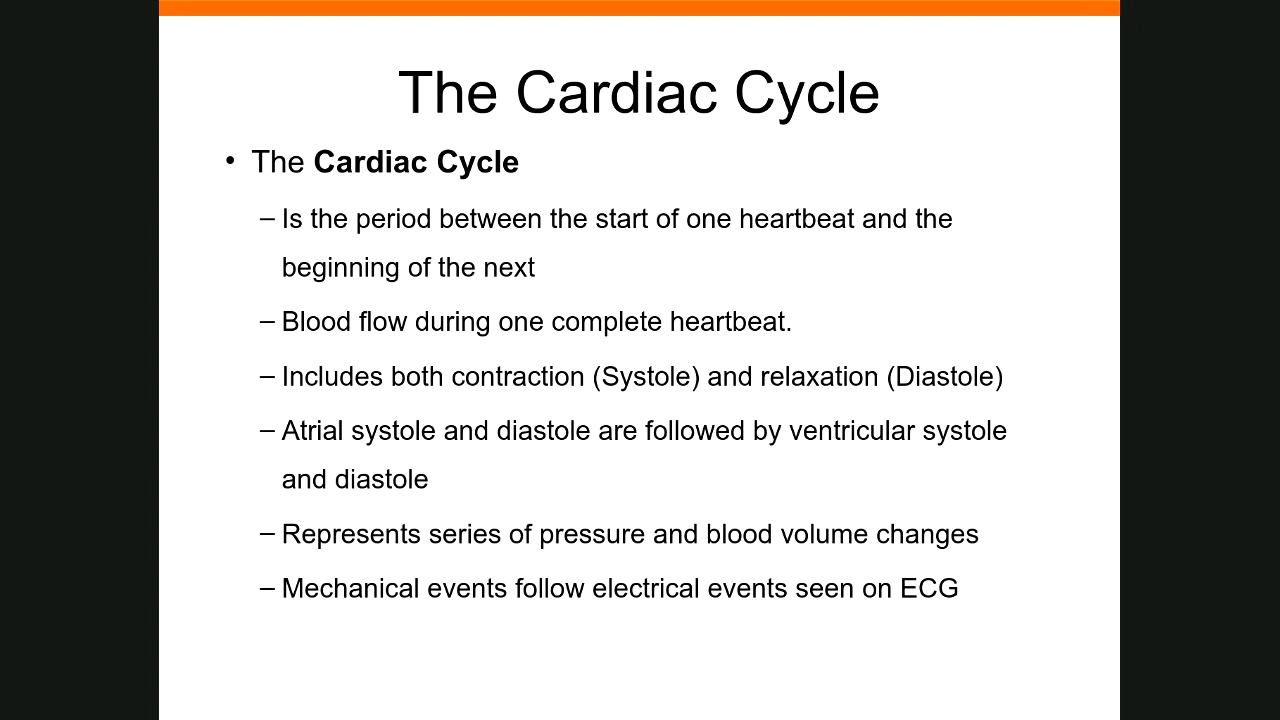 The Cardiac Cycle
• The Cardiac Cycle
– Is the period between the start of one heartbeat and the
beginning of the next
– Blood flow during one complete heartbeat.
– Includes both contraction (Systole) and relaxation (Diastole)
– Atrial systole and diastole are followed by ventricular systole
and diastole
– Represents series of pressure and blood volume changes
– Mechanical events follow electrical events seen on ECG